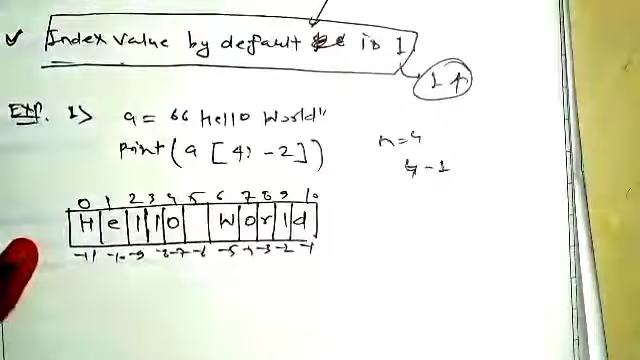 ✓ Index value by default is 1
1 ↑
Exp. 1> a = "Hello World"
print(a[4: -2])
n=4
4-1
0 1 2 3 4 5 6 7 8 9 10
H e l l o W o r l d
-11 -10 -9 -8 -7 -6 -5 -4 -3 -2 -1